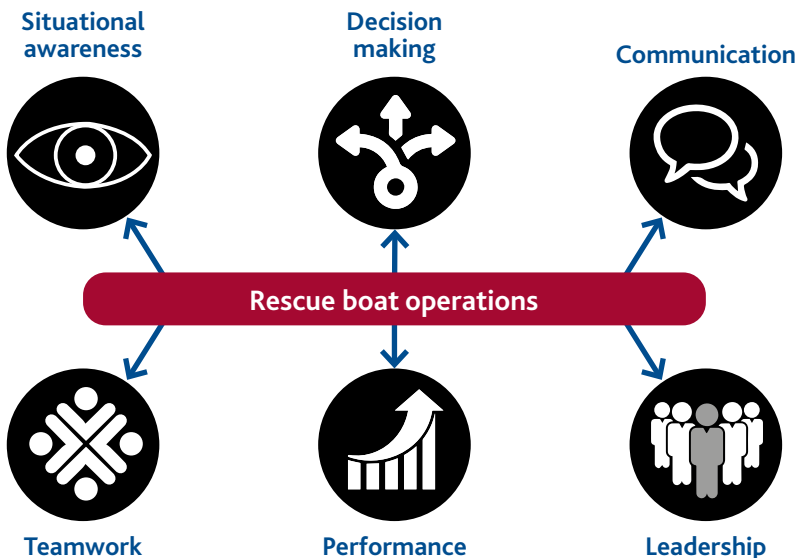 Situational
awareness
Decision
making
Communication
Rescue boat operations
Teamwork
Performance
Leadership